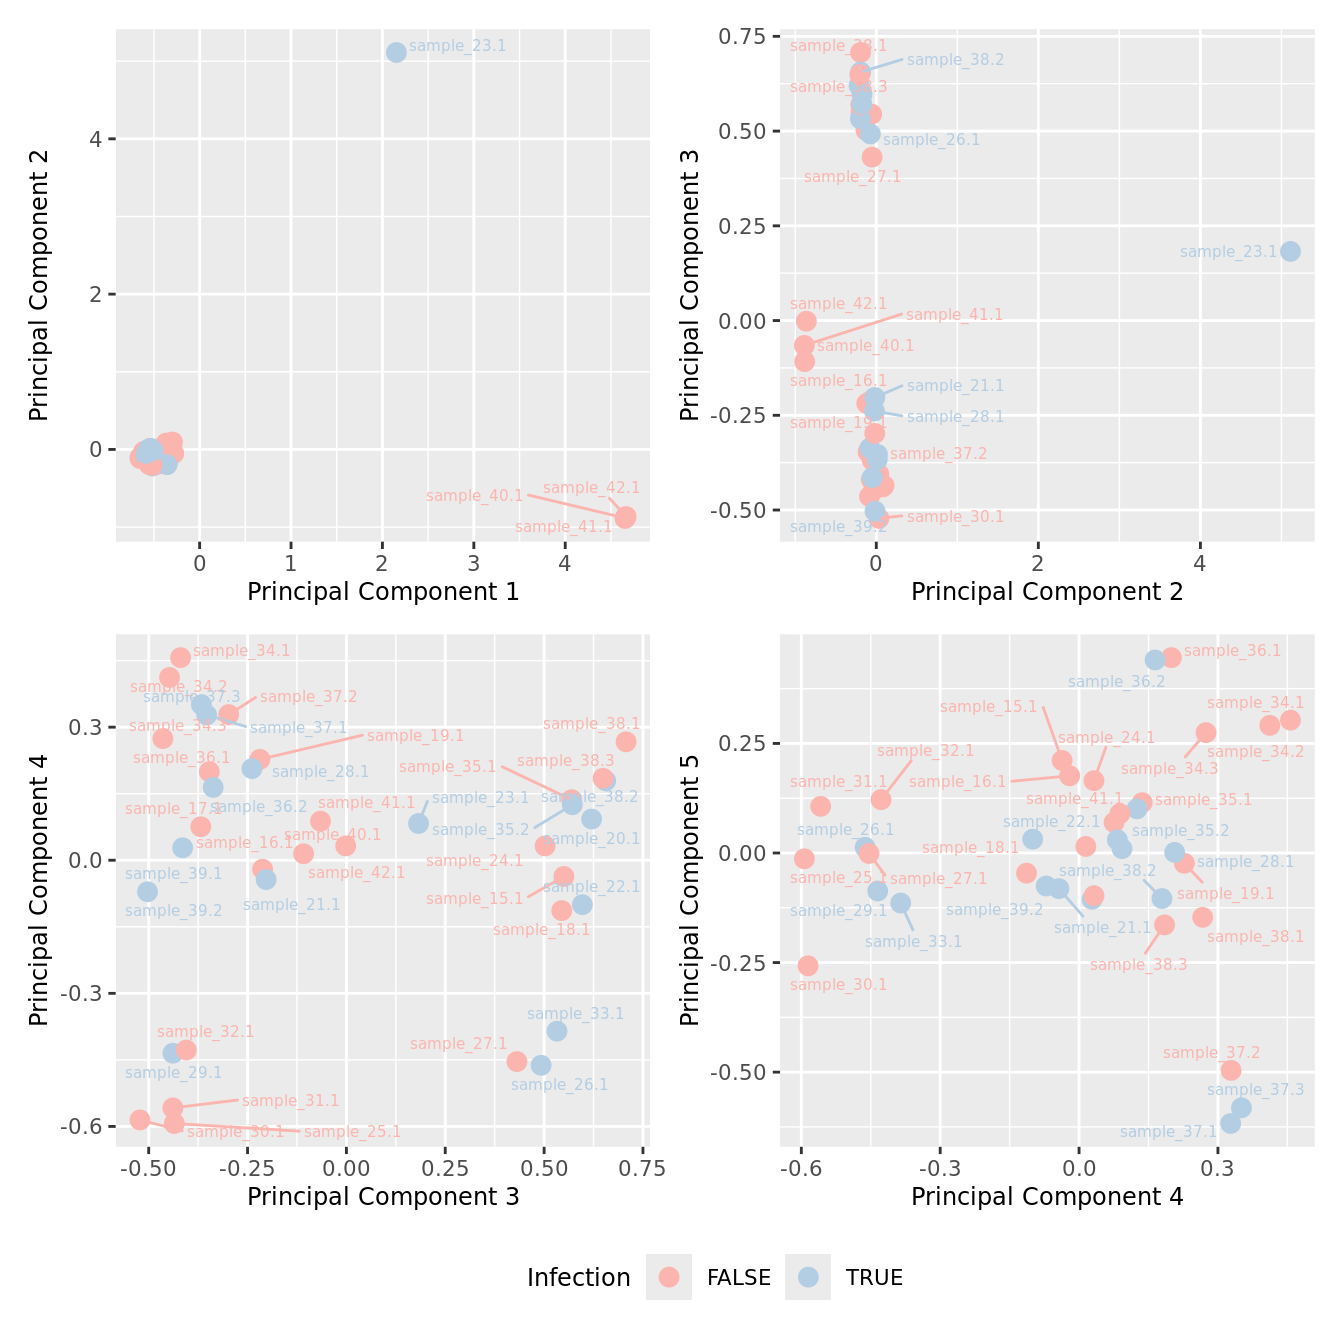 sample_23.1
sample_42.1
sample_40.1
sample_41.1
4
2
0
0
1
2
3
4
Principal Component 1
Principal Component 2
sample_38.1
sample_38.2
sample_26.1
sample_27.1
sample_23.1
sample_42.1
sample_41.1
sample_40.1
sample_16.1
sample_21.1
sample_28.1
sample_19.1
sample_37.2
sample_30.1
sample_39.2
0.75
0.50
0.25
0.00
-0.25
-0.50
0
2
4
Principal Component 2
Principal Component 3
sample_34.1
sample_34.2
sample_37.3
sample_37.2
sample_34.3
sample_37.1
sample_38.1
sample_19.1
sample_36.1
sample_38.3
sample_35.1
sample_28.1
sample_36.2
sample_41.1
sample_23.1
sample_38.2
sample_17.1
sample_35.2
sample_40.1
sample_20.1
sample_16.1
sample_24.1
sample_39.1
sample_42.1
sample_22.1
sample_15.1
sample_39.2
sample_21.1
sample_18.1
sample_33.1
sample_32.1
sample_27.1
sample_29.1
sample_26.1
sample_31.1
sample_30.1
sample_25.1
0.3
0.0
-0.3
-0.6
-0.50
-0.25
0.00
0.25
0.50
0.75
Principal Component 3
Principal Component 4
sample_36.1
sample_36.2
sample_34.1
sample_15.1
sample_24.1
sample_32.1
sample_34.2
sample_34.3
sample_31.1
sample_16.1
sample_41.1
sample_35.1
sample_22.1
sample_26.1
sample_35.2
sample_18.1
sample_28.1
sample_38.2
sample_25.1
sample_27.1
sample_19.1
sample_29.1
sample_39.2
sample_21.1
sample_38.1
sample_33.1
sample_38.3
sample_30.1
sample_37.2
sample_37.3
sample_37.1
0.25
0.00
-0.25
-0.50
-0.6
-0.3
0.0
0.3
Principal Component 4
Principal Component 5
Infection
FALSE
TRUE